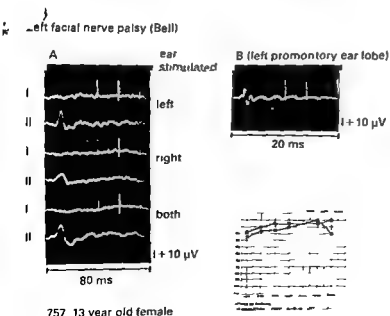 Left facial nerve palsy (Bell)
A
ear stimulated
B (left promontory ear lobe)
I
left
II
I
right
II
I
both
II
+ 10 µV
80 ms
+ 10 µV
20 ms
757 13 year old female